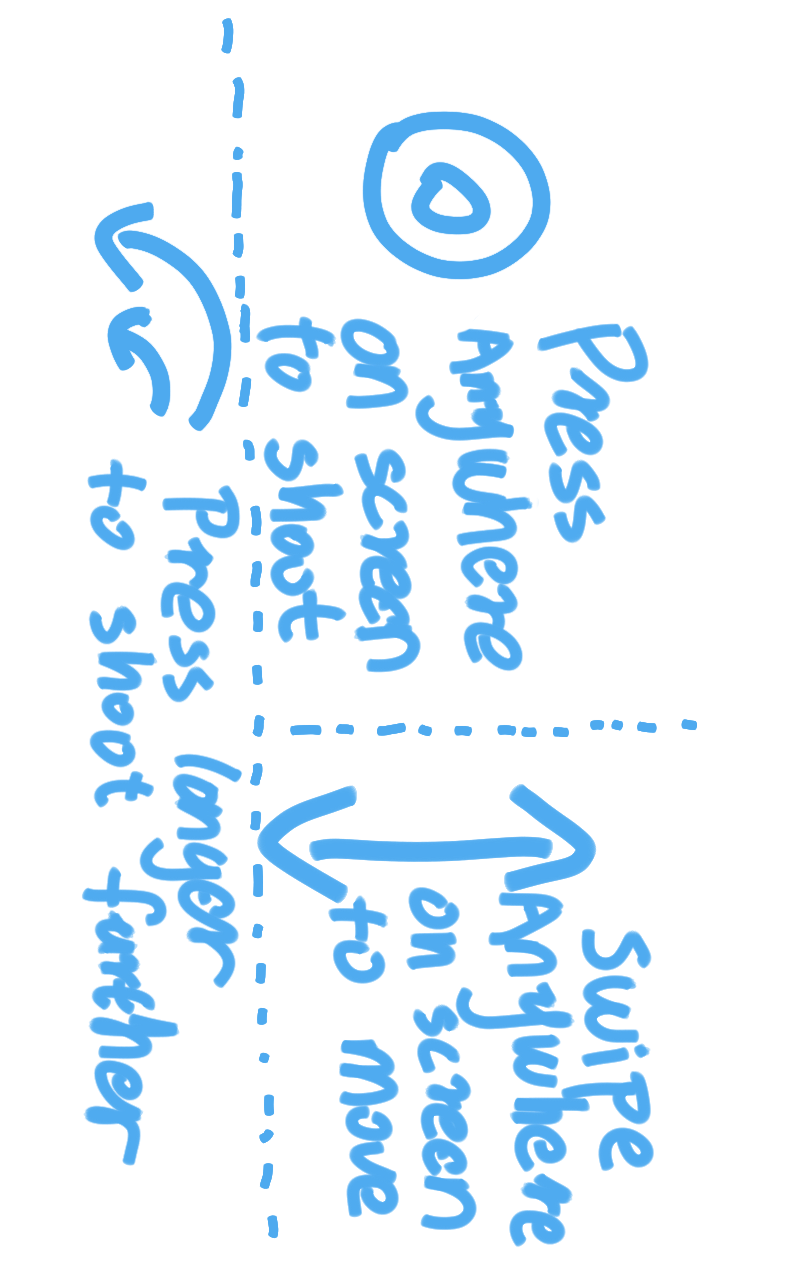 Press
Anywhere
on screen
to shoot
Swipe
Anywhere
on screen
to move
Press longer
to shoot further